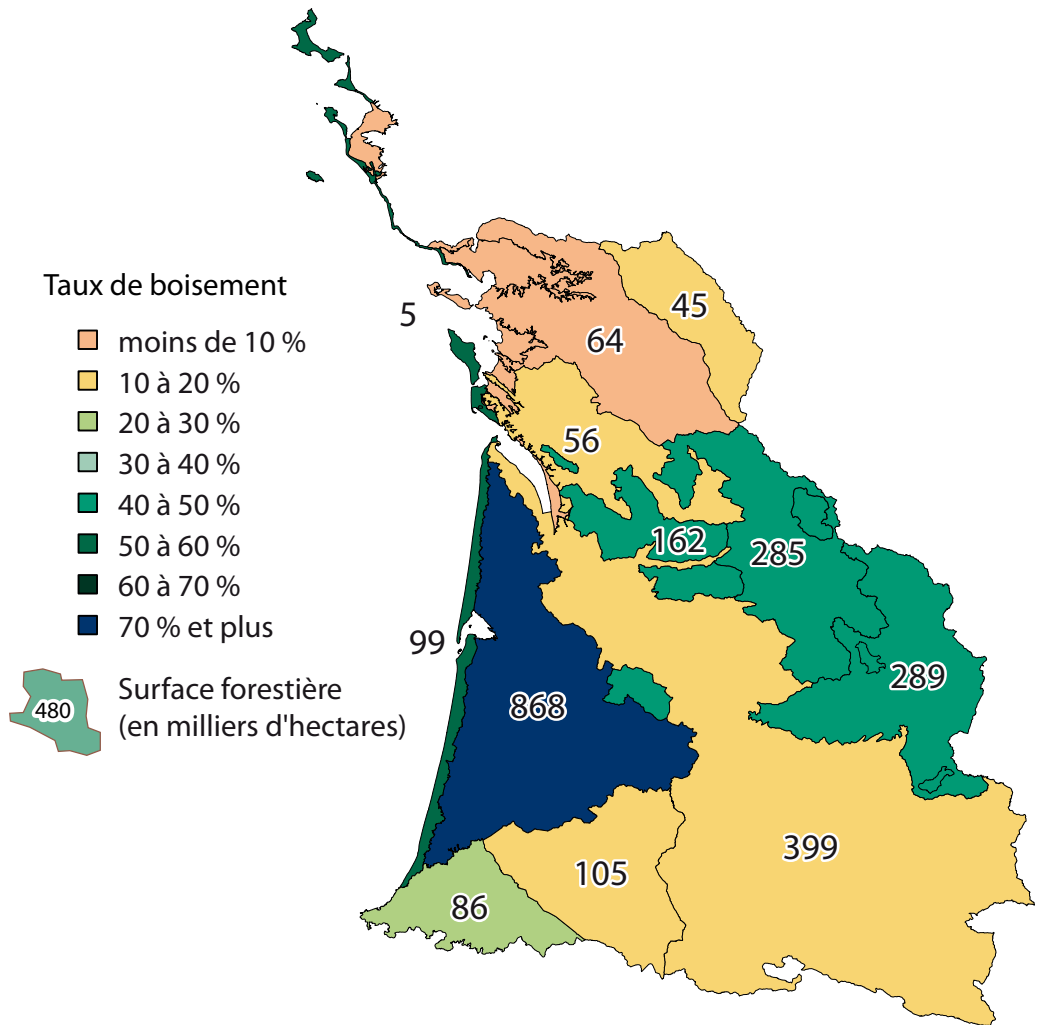 Taux de boisement
moins de 10 %
10 à 20 %
20 à 30 %
30 à 40 %
40 à 50 %
50 à 60 %
60 à 70 %
70 % et plus
480
Surface forestière
(en milliers d'hectares)
45
5
64
56
162
285
99
289
868
399
105
86